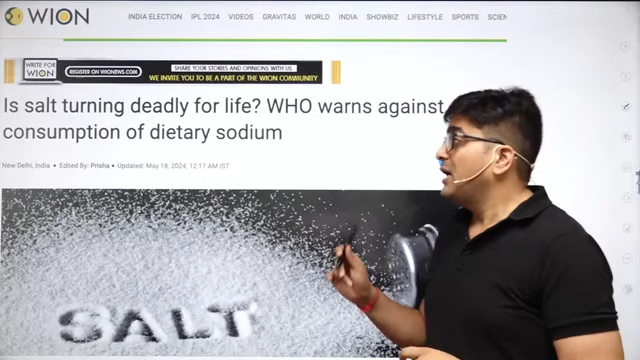 WION
INDIA ELECTION IPL 2024 VIDEOS GRAVITAS WORLD INDIA SHOWBIZ LIFESTYLE SPORTS SCIEN
WRITE FOR
WION
REGISTER ON WIONEWS.COM
SHARE YOUR STORIES AND OPINIONS WITH US
WE INVITE YOU TO BE A PART OF THE WION COMMUNITY
Is salt turning deadly for life? WHO warns against
consumption of dietary sodium
New Delhi, India • Edited By: Prisha • Updated: May 18, 2024, 12:17 AM IST
SALT